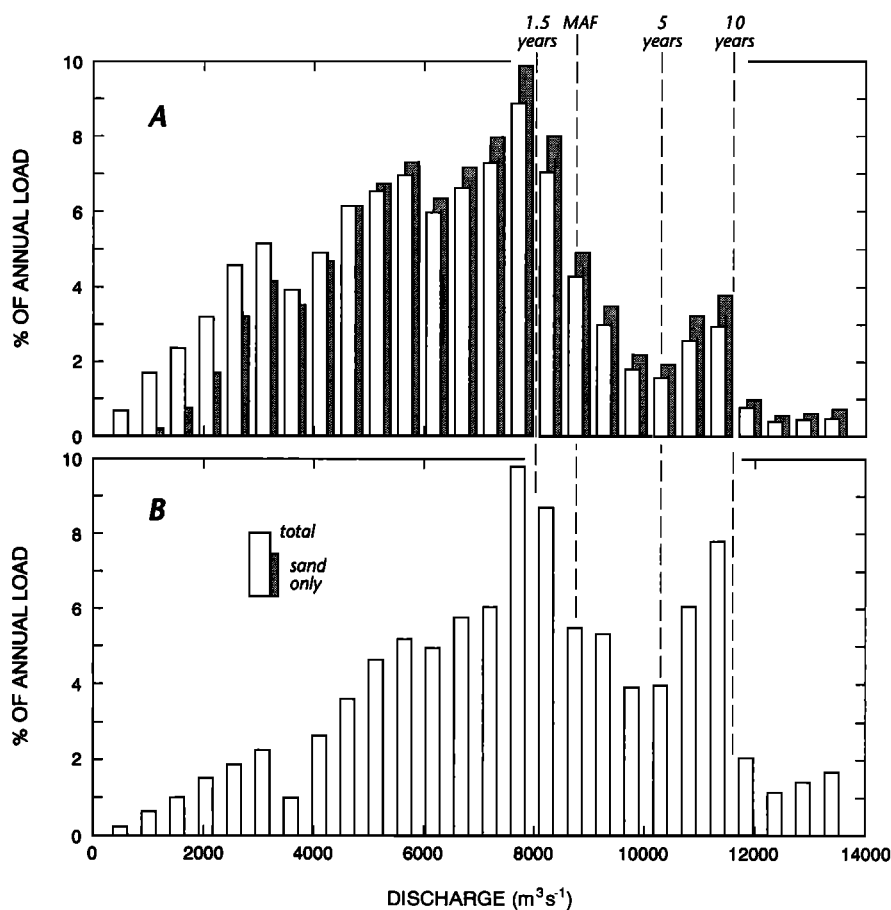 1.5 MAF 5 10
years years years
10
A
8
6
4
2
0
% OF ANNUAL LOAD
10
B
8
total
sand
only
6
4
2
0
% OF ANNUAL LOAD
0 2000 4000 6000 8000 10000 12000 14000
DISCHARGE (m³s⁻¹)